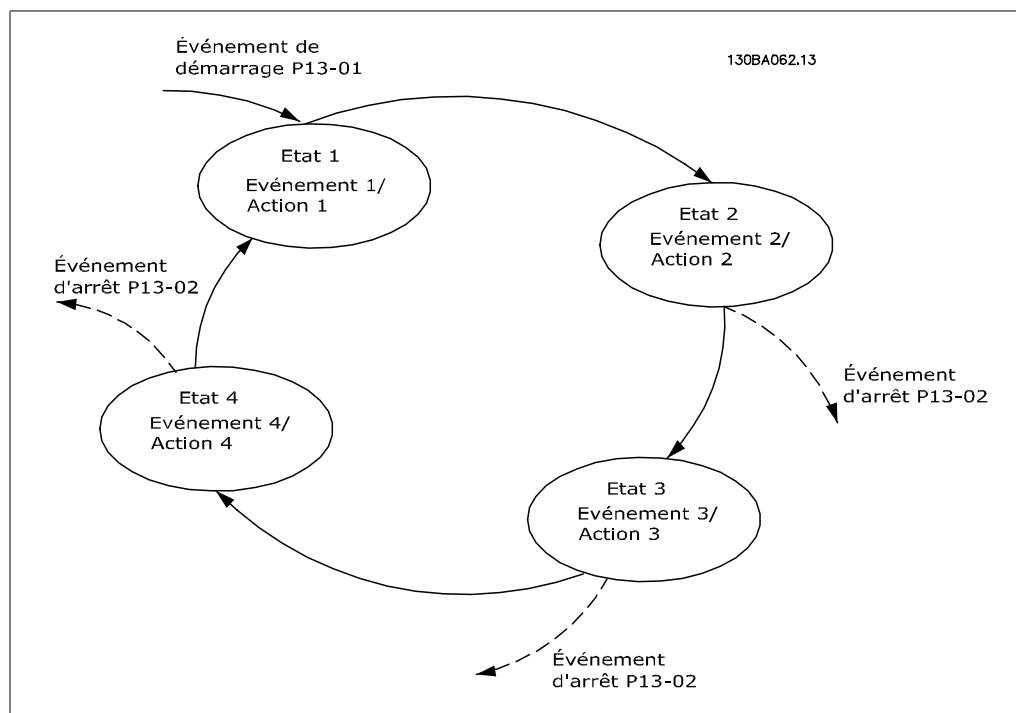 Événement de
démarrage P13-01
130BA062.13
Etat 1
Evénement 1/
Action 1
Etat 2
Evénement 2/
Action 2
Événement
d'arrêt P13-02
Etat 4
Evénement 4/
Action 4
Événement
d'arrêt P13-02
Etat 3
Evénement 3/
Action 3
Événement
d'arrêt P13-02